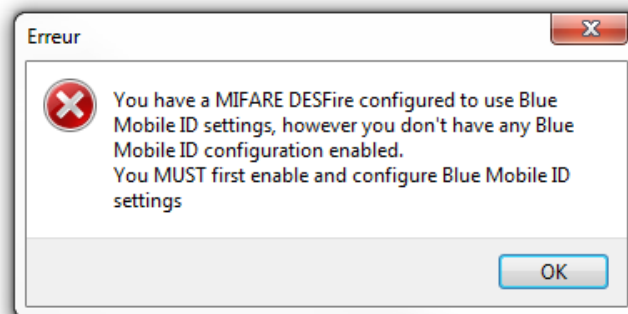 Erreur
You have a MIFARE DESFire configured to use Blue
Mobile ID settings, however you don't have any Blue
Mobile ID configuration enabled.
You MUST first enable and configure Blue Mobile ID
settings
OK